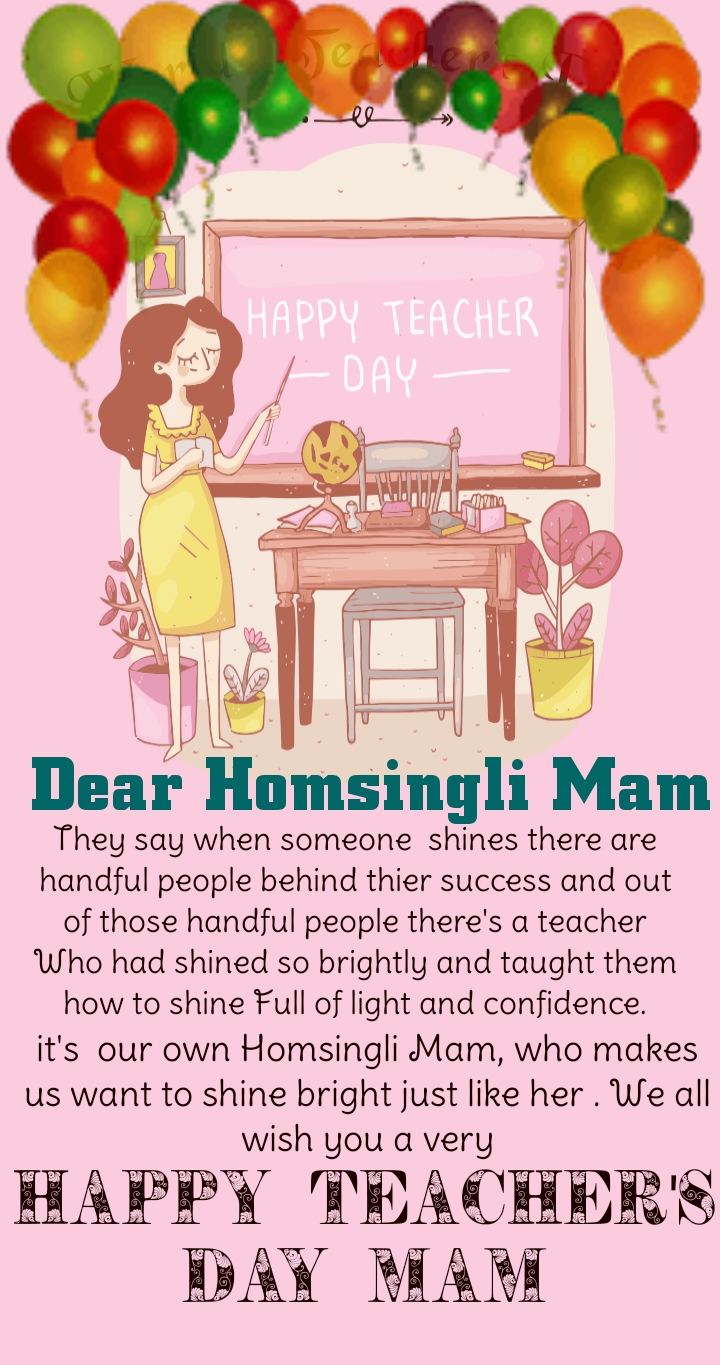 HAPPY TEACHER
DAY
Dear Homsingli Mam
They say when someone shines there are
handful people behind thier success and out
of those handful people there's a teacher
Who had shined so brightly and taught them
how to shine Full of light and confidence.
it's our own Homsingli Mam, who makes
us want to shine bright just like her . We all
wish you a very
HAPPY TEACHER'S
DAY MAM